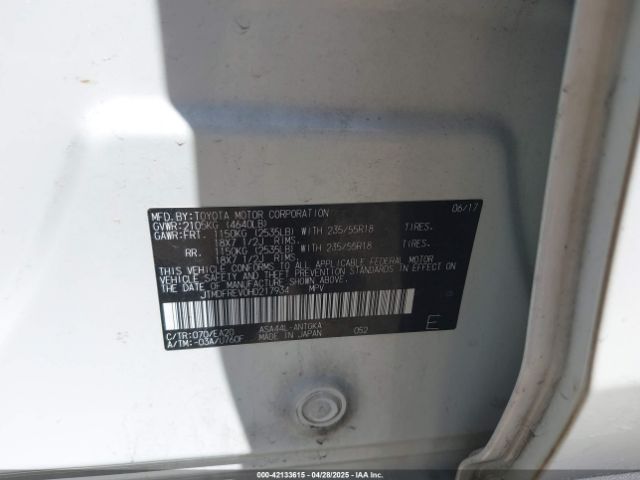 MFD.BY:TOYOTA MOTOR CORPORATION 06/17
GVWR:2105KG (4640LB)
GAWR:FRT. 1150KG (2535LB) WITH 235/55R18 TIRES.
18X7 1/2J RIMS.
RR. 1150KG (2535LB) WITH 235/55R18 TIRES.
18X7 1/2J RIMS.
THIS VEHICLE CONFORMS TO ALL APPLICABLE FEDERAL MOTOR
VEHICLE SAFETY AND THEFT PREVENTION STANDARDS IN EFFECT
ON THE DATE OF MANUFACTURE SHOWN ABOVE.
JTMDFREV0HD217934 MPV
C/TR:070/EA20 ASA44L-ANTGKA 052 E
A/TM:-03A/U760F MADE IN JAPAN
000-42133615 - 04/28/2025 - IAAI.COM